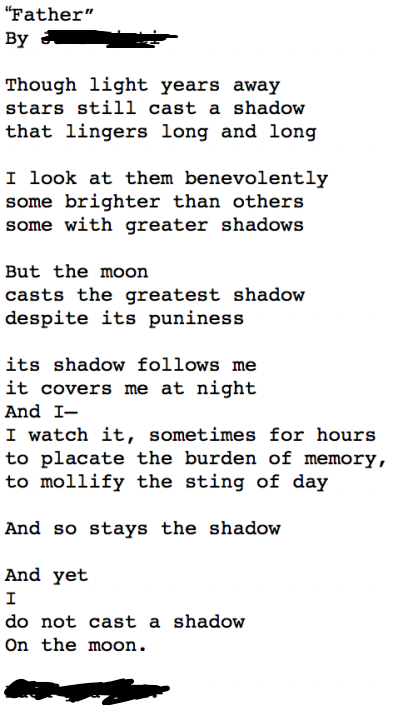 “Father”
By
Though light years away
stars still cast a shadow
that lingers long and long
I look at them benevolently
some brighter than others
some with greater shadows
But the moon
casts the greatest shadow
despite its puniness
its shadow follows me
it covers me at night
And I—
I watch it, sometimes for hours
to placate the burden of memory,
to mollify the sting of day
And so stays the shadow
And yet
I
do not cast a shadow
On the moon.